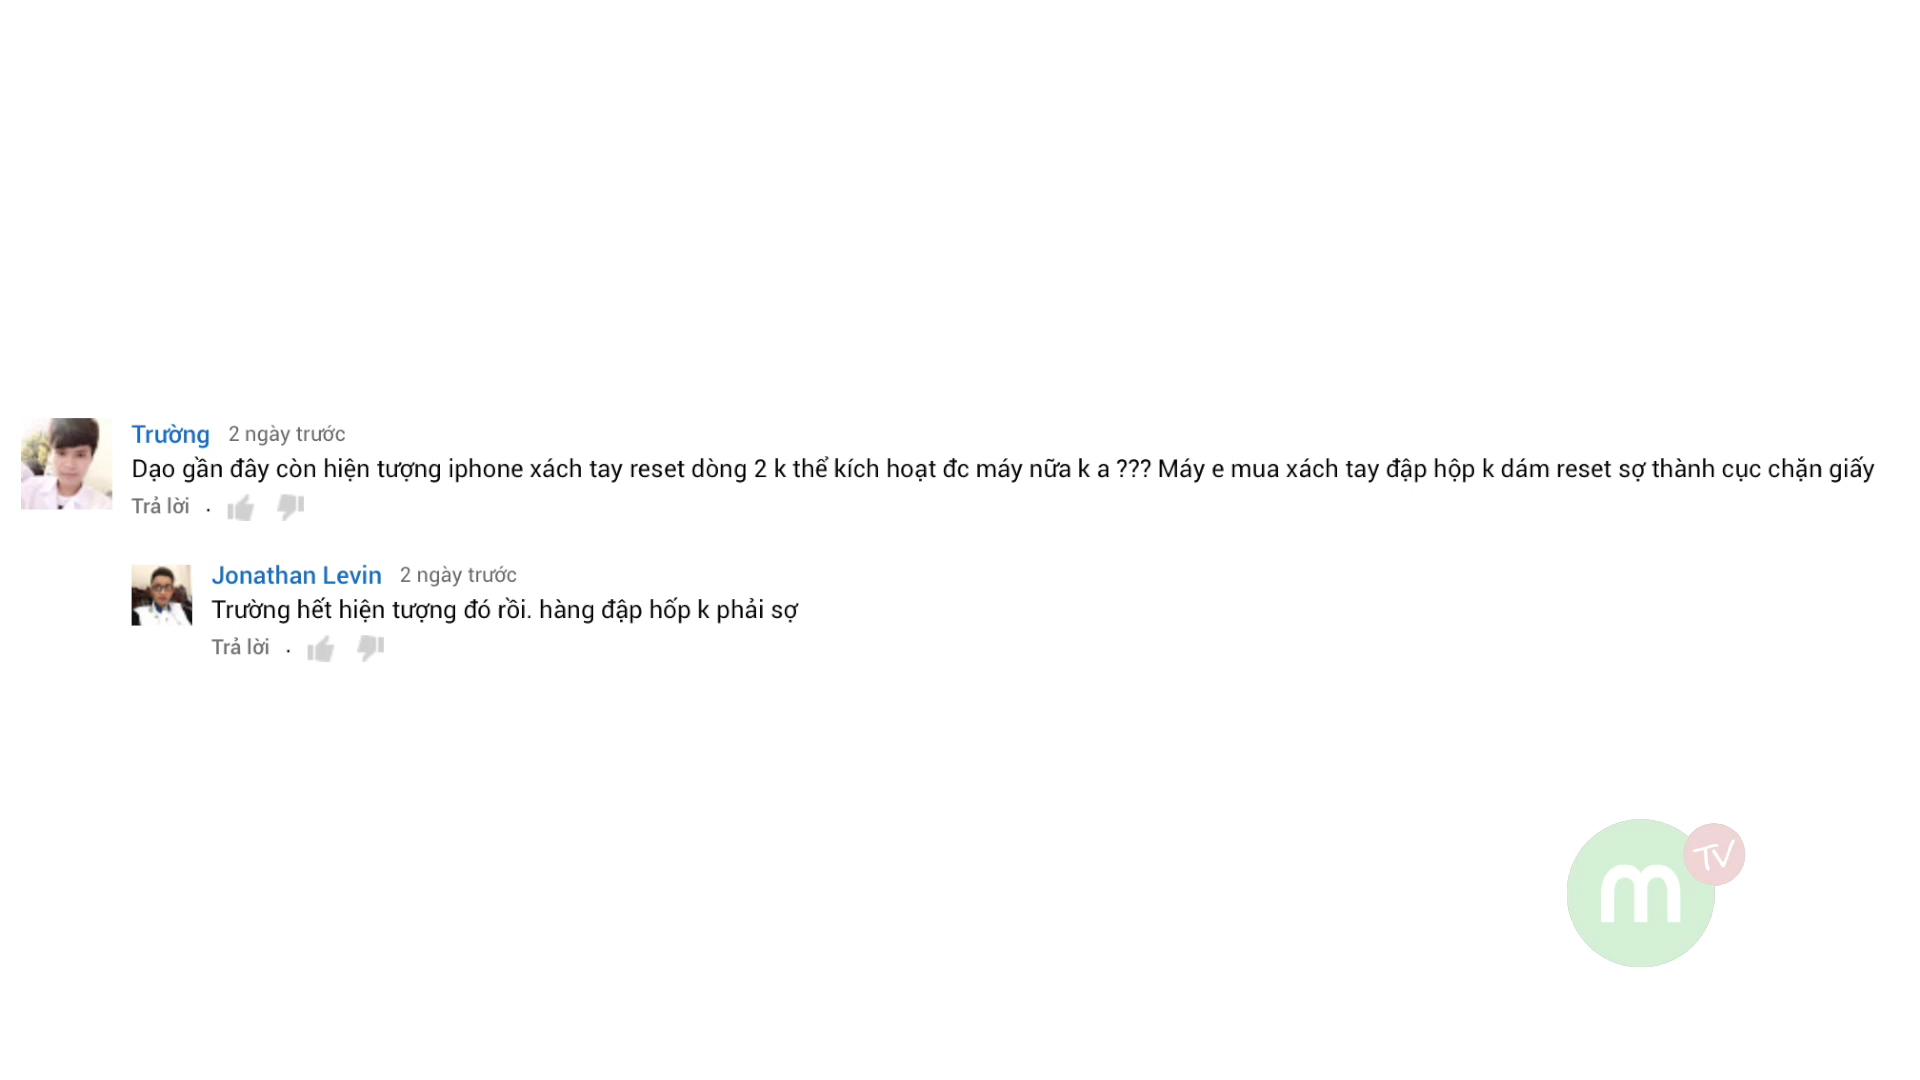 Trường 2 ngày trước
Dạo gần đây còn hiện tượng iphone xách tay reset dòng 2 k thể kích hoạt đc máy nữa k a ??? Máy e mua xách tay đập hộp k dám reset sợ thành cục chặn giấy
Trả lời .
Jonathan Levin 2 ngày trước
Trường hết hiện tượng đó rồi. hàng đập hốp k phải sợ
Trả lời .
m TV